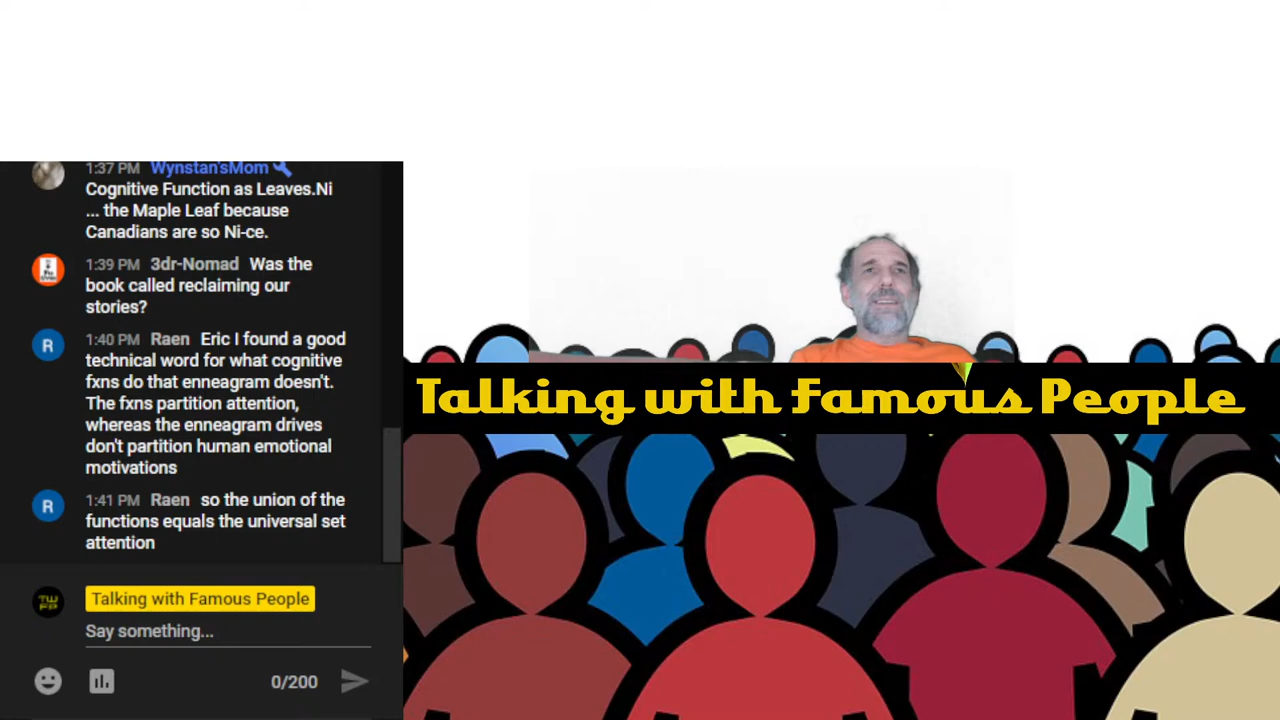 1:37 PM Wynstan'sMom
Cognitive Function as Leaves.Ni
... the Maple Leaf because
Canadians are so Ni-ce.
1:39 PM 3dr-Nomad Was the
book called reclaiming our
stories?
R
1:40 PM Raen Eric I found a good
technical word for what cognitive
fxns do that enneagram doesn't.
The fxns partition attention,
whereas the enneagram drives
don't partition human emotional
motivations
R
1:41 PM Raen so the union of the
functions equals the universal set
attention
TW
FP
Talking with Famous People
Say something...
0/200
Talking with Famous People